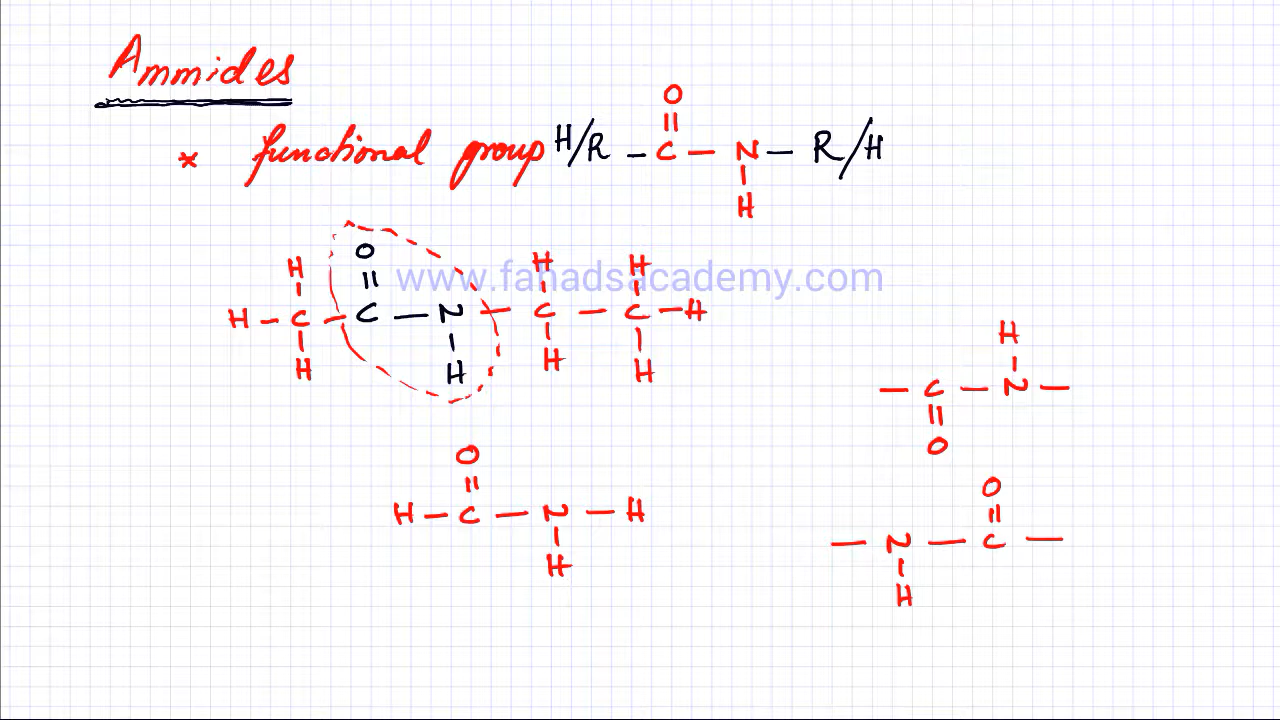 Ammides
O
||
* functional group H/R – C – N – R/H
|
H
H O H H
| || www.fahadsacademy.com | |
H – C – C – N – C – C – H
| | | |
H H H H
H
|
– C – N –
||
O
O
||
H – C – N – H
|
H
O
||
– N – C –
|
H